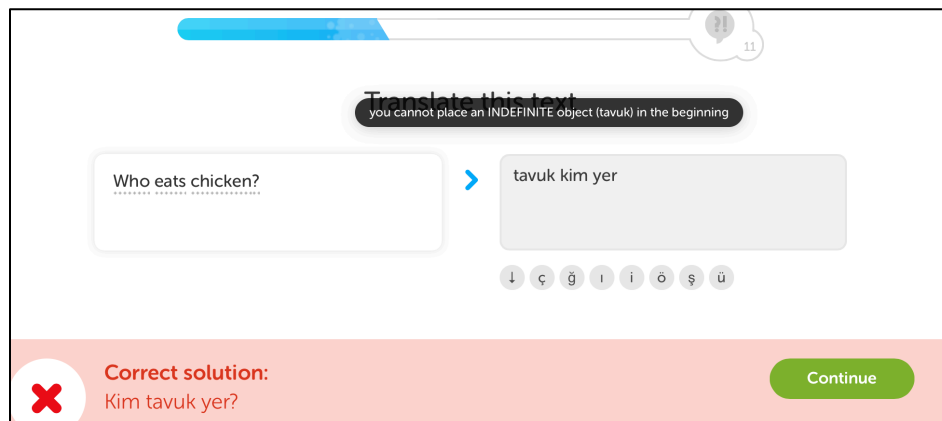 ?!
11
Translate this text
you cannot place an INDEFINITE object (tavuk) in the beginning
Who eats chicken?
tavuk kim yer
↓ ç ğ ı i ö ş ü
Correct solution:
Kim tavuk yer?
Continue